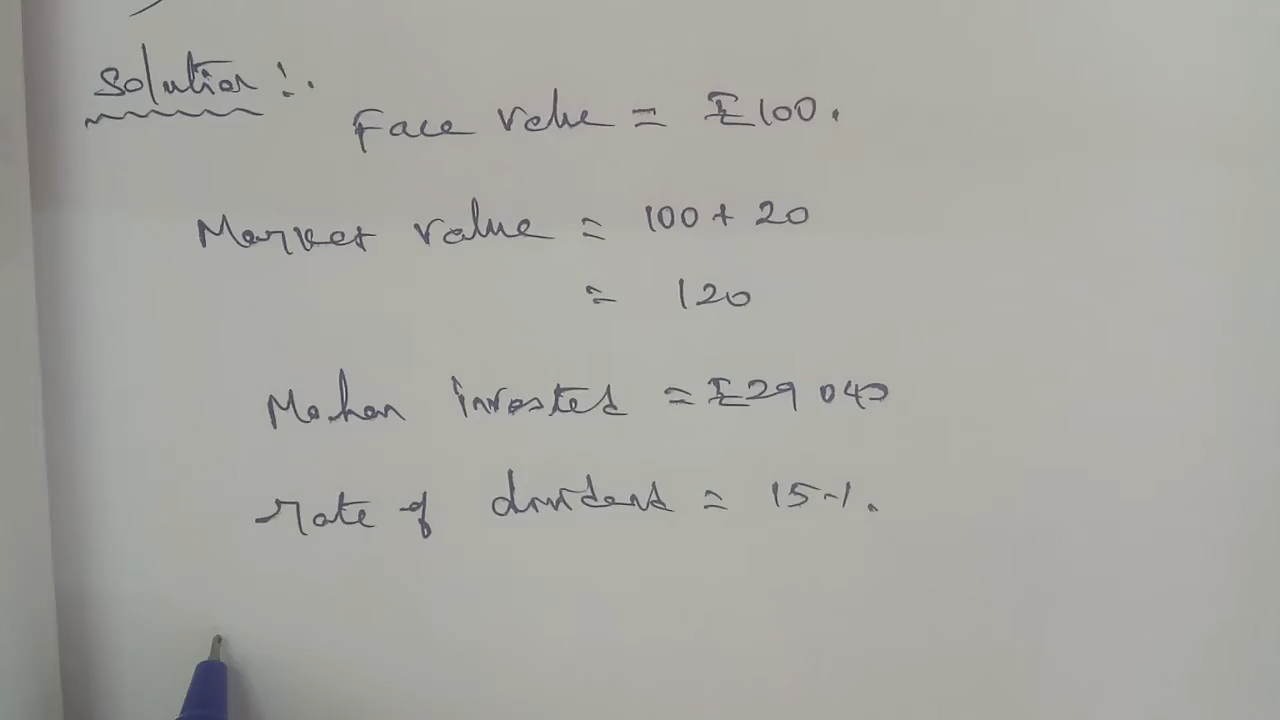 Solution :.
Face value = ₹100.
Market value = 100 + 20
= 120
Mohan invested = ₹29 040
rate of dividend = 15%.